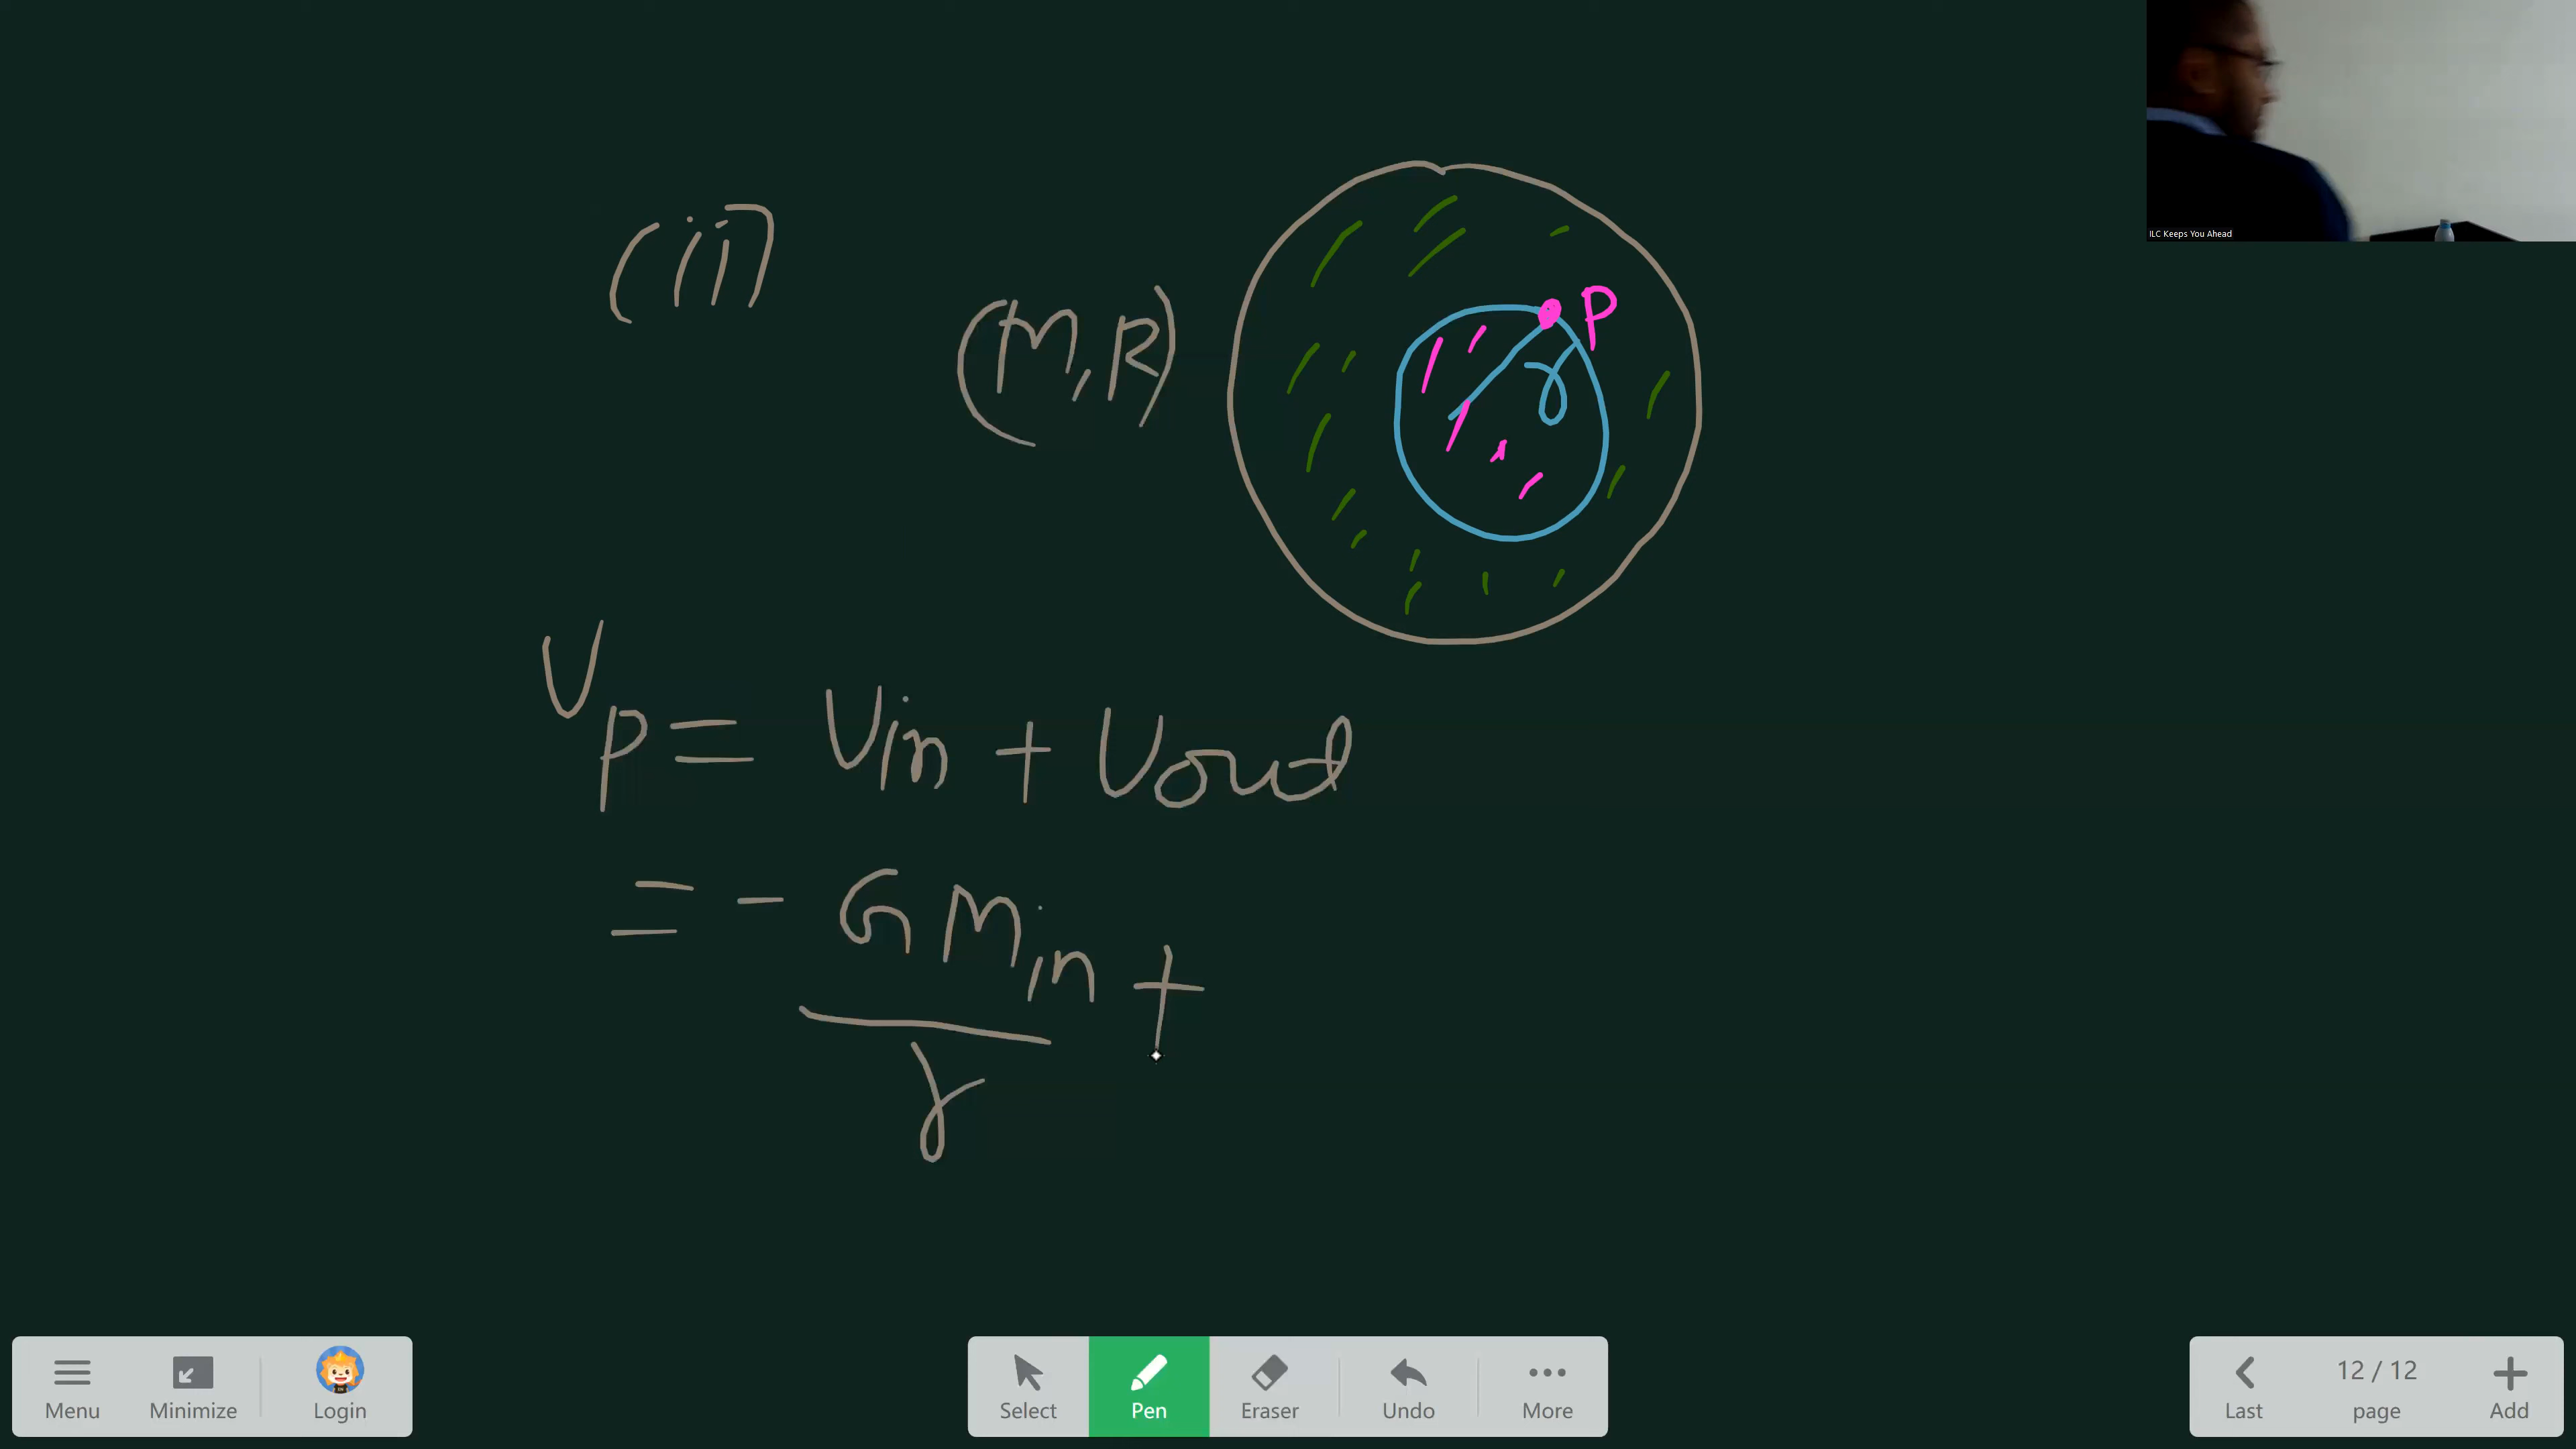 (ii)
(M,R)
P
r
ILC Keeps You Ahead
V_P = V_in + V_out
= - G M_in +
r
Menu
Minimize
Login
Select
Pen
Eraser
Undo
More
Last
12 / 12
page
Add